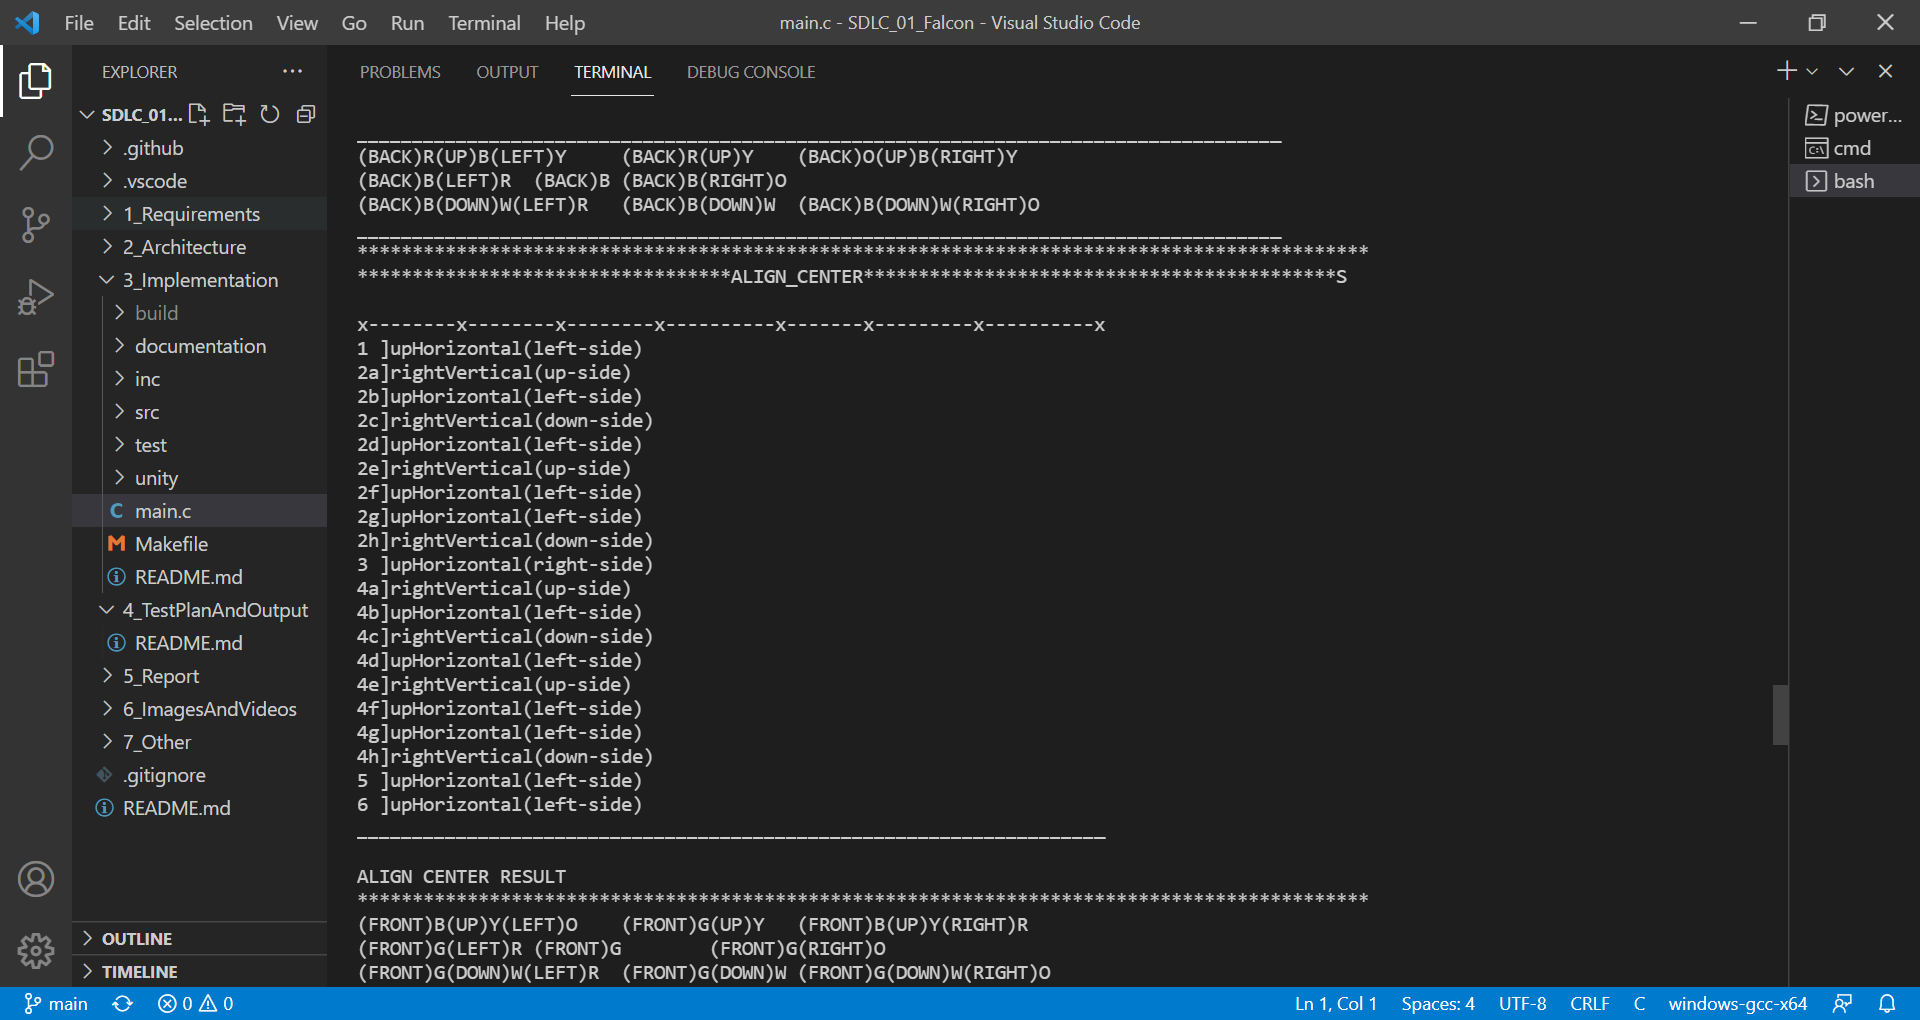 File Edit Selection View Go Run Terminal Help main.c - SDLC_01_Falcon - Visual Studio Code
EXPLORER
SDLC_01...
.github
.vscode
1_Requirements
2_Architecture
3_Implementation
build
documentation
inc
src
test
unity
C main.c
M Makefile
README.md
4_TestPlanAndOutput
README.md
5_Report
6_ImagesAndVideos
7_Other
.gitignore
README.md
OUTLINE
TIMELINE
PROBLEMS OUTPUT TERMINAL DEBUG CONSOLE
____________________________________________________________________________________
(BACK)R(UP)B(LEFT)Y     (BACK)R(UP)Y    (BACK)O(UP)B(RIGHT)Y
(BACK)B(LEFT)R  (BACK)B (BACK)B(RIGHT)O
(BACK)B(DOWN)W(LEFT)R   (BACK)B(DOWN)W  (BACK)B(DOWN)W(RIGHT)O
____________________________________________________________________________________
********************************************************************************************
**********************************ALIGN_CENTER*******************************************S
x--------x--------x--------x----------x-------x---------x----------x
1 ]upHorizontal(left-side)
2a]rightVertical(up-side)
2b]upHorizontal(left-side)
2c]rightVertical(down-side)
2d]upHorizontal(left-side)
2e]rightVertical(up-side)
2f]upHorizontal(left-side)
2g]upHorizontal(left-side)
2h]rightVertical(down-side)
3 ]upHorizontal(right-side)
4a]rightVertical(up-side)
4b]upHorizontal(left-side)
4c]rightVertical(down-side)
4d]upHorizontal(left-side)
4e]rightVertical(up-side)
4f]upHorizontal(left-side)
4g]upHorizontal(left-side)
4h]rightVertical(down-side)
5 ]upHorizontal(left-side)
6 ]upHorizontal(left-side)
____________________________________________________________________
ALIGN CENTER RESULT
********************************************************************************************
(FRONT)B(UP)Y(LEFT)O    (FRONT)G(UP)Y   (FRONT)B(UP)Y(RIGHT)R
(FRONT)G(LEFT)R (FRONT)G        (FRONT)G(RIGHT)O
(FRONT)G(DOWN)W(LEFT)R  (FRONT)G(DOWN)W (FRONT)G(DOWN)W(RIGHT)O
power...
cmd
bash
main 0 0 Ln 1, Col 1 Spaces: 4 UTF-8 CRLF C windows-gcc-x64